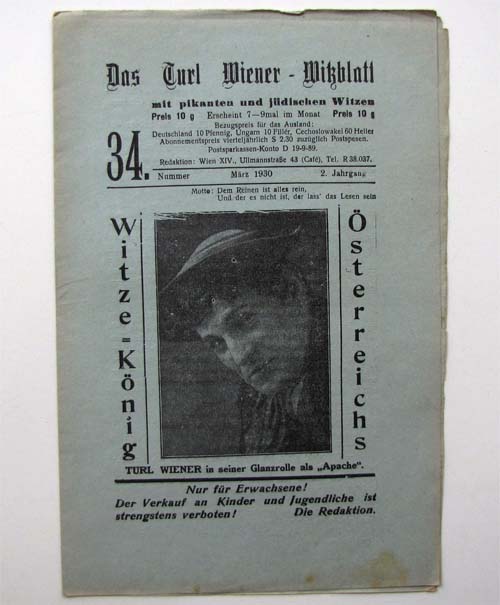 Das Turl Wiener-Witzblatt
mit pikanten und jüdischen Witzen
Preis 10 g Erscheint 7—9mal im Monat Preis 10 g
Bezugspreis für das Ausland:
Deutschland 10 Pfennig, Ungarn 10 Fillér, Cechoslowakei 60 Heller
Abonnementspreis vierteljährlich S 2.30 zuzüglich Postspesen.
Postsparkassen-Konto D 19-9-89.
Redaktion: Wien XIV., Ullmannstraße 43 (Café), Tel. R 38.037.
34. Nummer März 1930 2. Jahrgang
Motto: Dem Reinen ist alles rein,
Und der es nicht ist, der lass' das Lesen sein
Witze=König
Österreichs
TURL WIENER in seiner Glanzrolle als „Apache".
Nur für Erwachsene!
Der Verkauf an Kinder und Jugendliche ist
strengstens verboten! Die Redaktion.